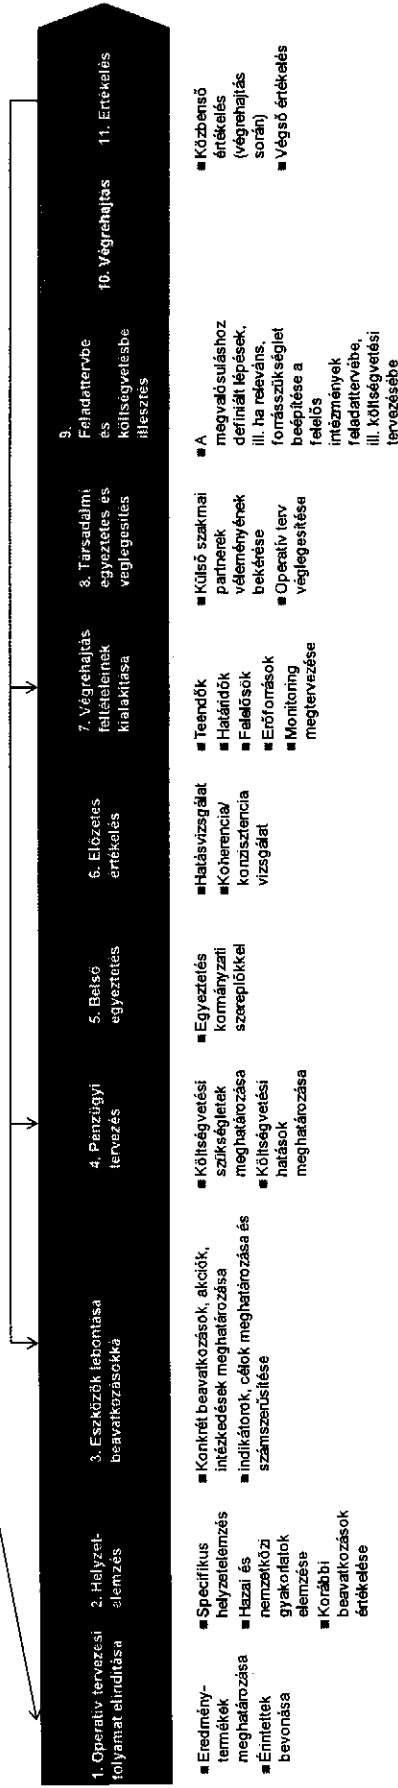 1. Operatív tervezési
folyamat elindítása
2. Helyzet-
elemzés
3. Eszközök lebontása
beavatkozásokká
4. Pénzügyi
tervezés
5. Belső
egyeztetés
6. Előzetes
értékelés
7. Végrehajtás
feltételeinek
kialakítása
8. Társadalmi
egyeztetés és
véglegesítés
9.
Feladattervbe
és
költségvetésbe
illesztés
10. Végrehajtás
11. Értékelés
■ Eredmény-
termékek
meghatározása
■ Érintettek
bevonása
■ Specifikus
helyzetelemzés
■ Hazai és
nemzetközi
gyakorlatok
elemzése
■ Korábbi
beavatkozások
értékelése
■ Konkrét beavatkozások, akciók,
intézkedések meghatározása
■ indikátorok, célok meghatározása és
számszerűsítése
■ Költségvetési
szükségletek
meghatározása
■ Költségvetési
hatások
meghatározása
■ Egyeztetés
kormányzati
szereplőkkel
■ Hatásvizsgálat
■ Koherencia/
konzisztencia
vizsgálat
■ Teendők
■ Határidők
■ Felelősök
■ Erőforrások
■ Monitoring
megtervezése
■ Külső szakmai
partnerek
véleményének
bekérése
■ Operatív terv
véglegesítése
■ A
megvalósuláshoz
definiált lépések,
ill. ha releváns,
forrásszükséglet
beépítése a
felelős
intézmények
feladattervébe,
ill. költségvetési
tervezésébe
■ Közbenső
értékelés
(végrehajtás
során)
■ Végső értékelés